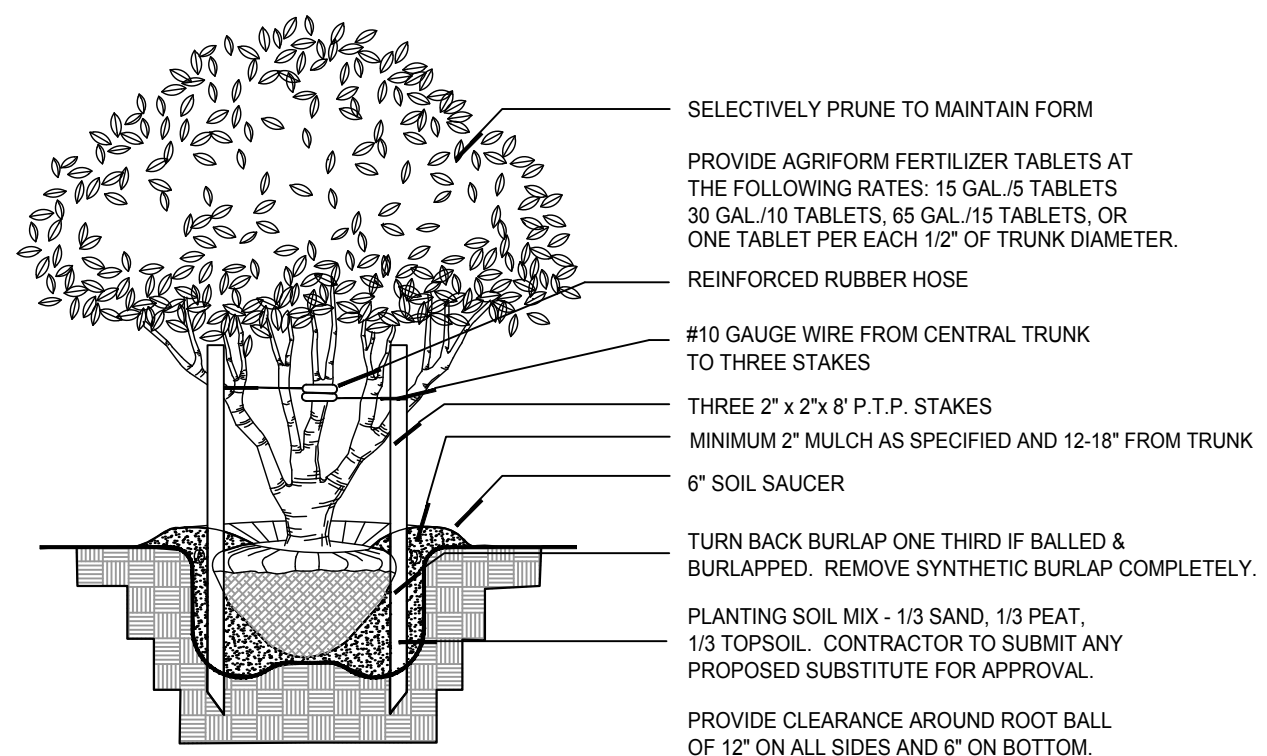 SELECTIVELY PRUNE TO MAINTAIN FORM
PROVIDE AGRIFORM FERTILIZER TABLETS AT
THE FOLLOWING RATES: 15 GAL./5 TABLETS
30 GAL./10 TABLETS, 65 GAL./15 TABLETS, OR
ONE TABLET PER EACH 1/2" OF TRUNK DIAMETER.
REINFORCED RUBBER HOSE
#10 GAUGE WIRE FROM CENTRAL TRUNK
TO THREE STAKES
THREE 2" x 2"x 8' P.T.P. STAKES
MINIMUM 2" MULCH AS SPECIFIED AND 12-18" FROM TRUNK
6" SOIL SAUCER
TURN BACK BURLAP ONE THIRD IF BALLED &
BURLAPPED. REMOVE SYNTHETIC BURLAP COMPLETELY.
PLANTING SOIL MIX - 1/3 SAND, 1/3 PEAT,
1/3 TOPSOIL. CONTRACTOR TO SUBMIT ANY
PROPOSED SUBSTITUTE FOR APPROVAL.
PROVIDE CLEARANCE AROUND ROOT BALL
OF 12" ON ALL SIDES AND 6" ON BOTTOM.